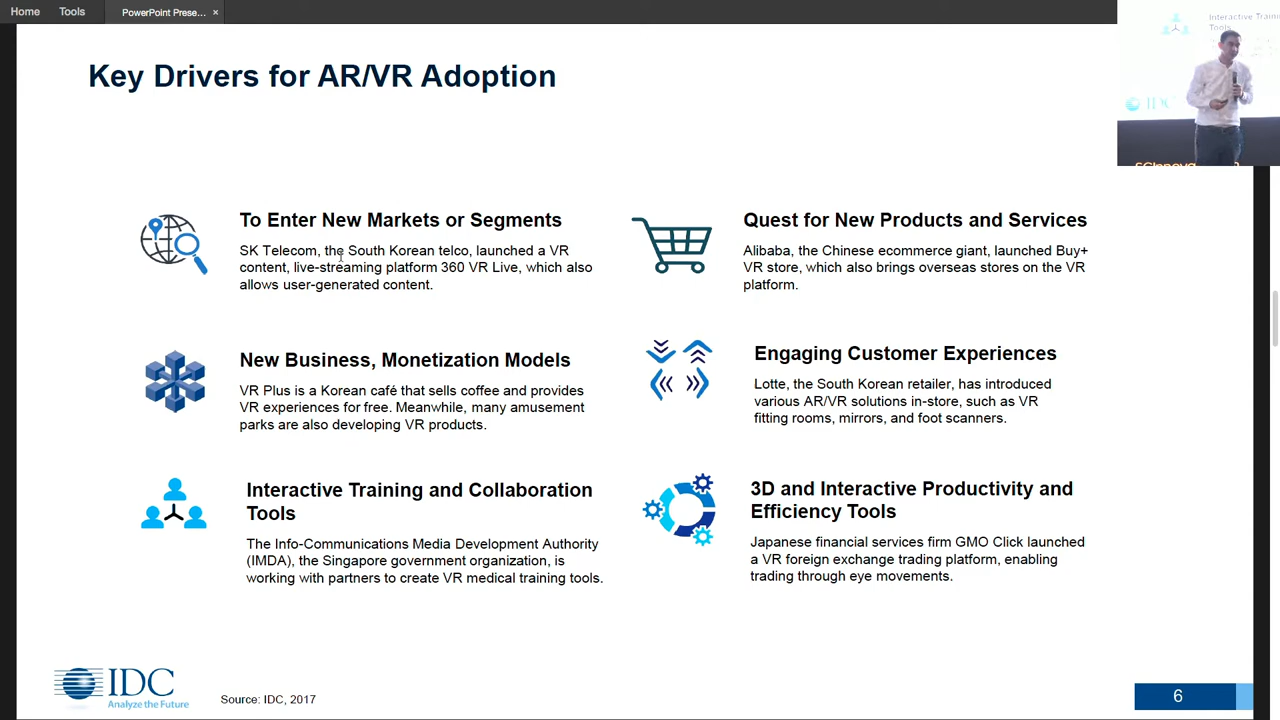 Home Tools PowerPoint Prese... ×
Interactive Traini
Tools
IDC
Key Drivers for AR/VR Adoption
To Enter New Markets or Segments
SK Telecom, the South Korean telco, launched a VR
content, live-streaming platform 360 VR Live, which also
allows user-generated content.
Quest for New Products and Services
Alibaba, the Chinese ecommerce giant, launched Buy+
VR store, which also brings overseas stores on the VR
platform.
New Business, Monetization Models
VR Plus is a Korean café that sells coffee and provides
VR experiences for free. Meanwhile, many amusement
parks are also developing VR products.
Engaging Customer Experiences
Lotte, the South Korean retailer, has introduced
various AR/VR solutions in-store, such as VR
fitting rooms, mirrors, and foot scanners.
Interactive Training and Collaboration
Tools
The Info-Communications Media Development Authority
(IMDA), the Singapore government organization, is
working with partners to create VR medical training tools.
3D and Interactive Productivity and
Efficiency Tools
Japanese financial services firm GMO Click launched
a VR foreign exchange trading platform, enabling
trading through eye movements.
IDC
Analyze the Future
Source: IDC, 2017
6